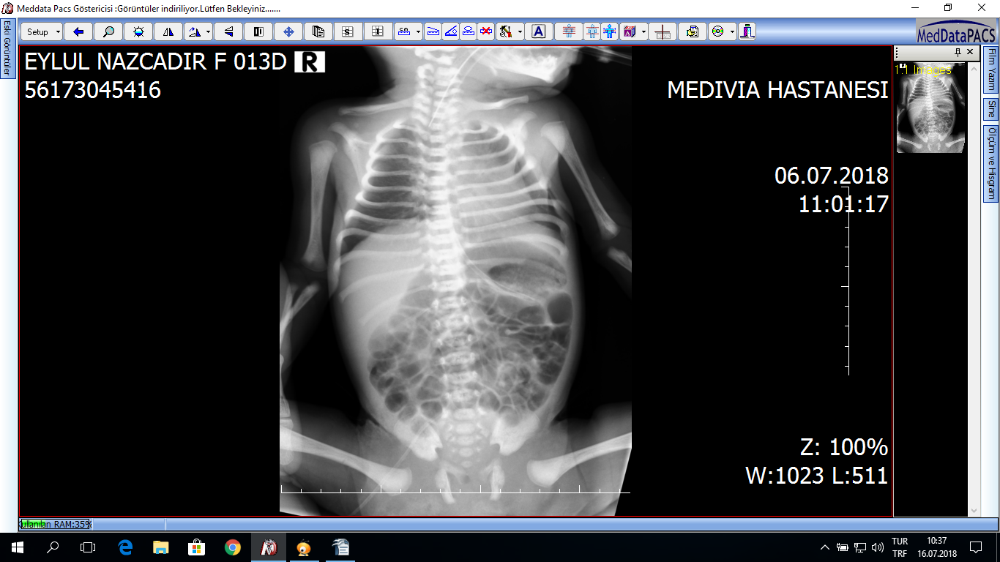 Meddata Pacs Göstericisi :Görüntüler indiriliyor.Lütfen Bekleyiniz.......
Eski Görüntüler
Setup
cm
S
I
A
MedDataPACS
EYLUL NAZCADIR F 013D R
56173045416
MEDIVIA HASTANESI
06.07.2018
11:01:17
Z: 100%
W:1023 L:511
1:1 Images
Film Yazım
Sine
Ölçüm ve Hisgram
Kullanılan RAM:35%
TUR
TRF
10:37
16.07.2018